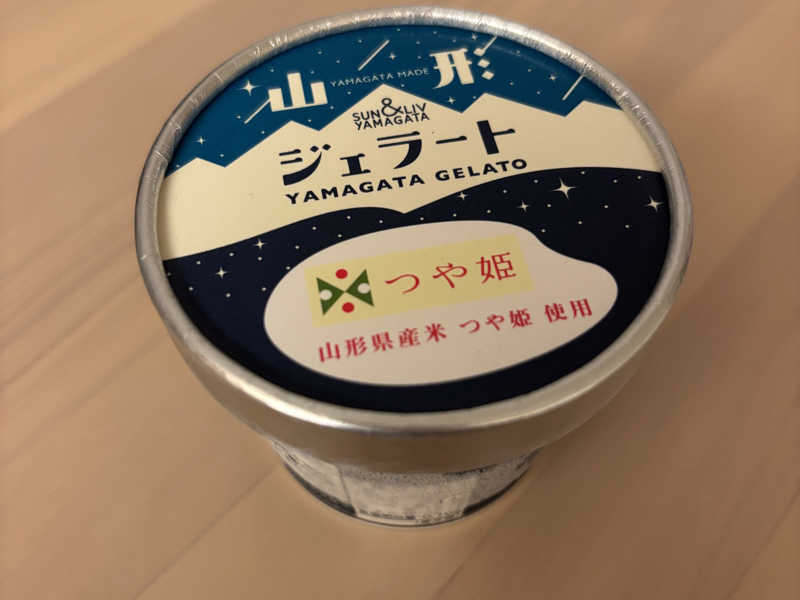 山 YAMAGATA MADE 形
SUN&LIV
YAMAGATA
ジェラート
YAMAGATA GELATO
つや姫
山形県産米 つや姫 使用